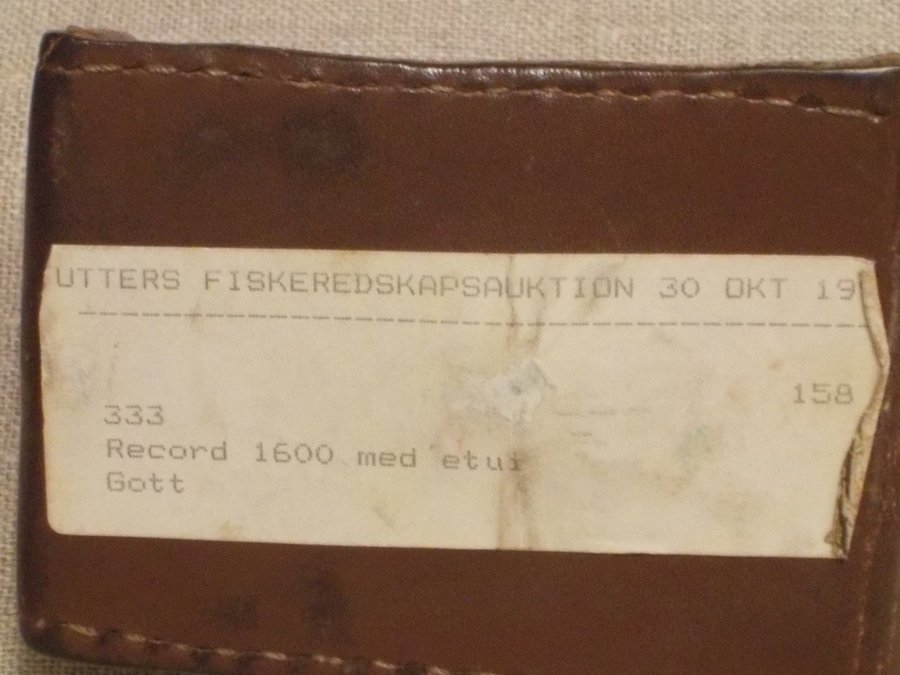 UTTERS FISKEREDSKAPSAUKTION 30 OKT 19
--------------------------------------------------
158
333
Record 1600 med etui
Gott